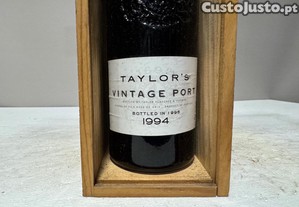 CustoJusto.pt
TAYLOR'S
VINTAGE PORT
BOTTLED IN 1996
1994